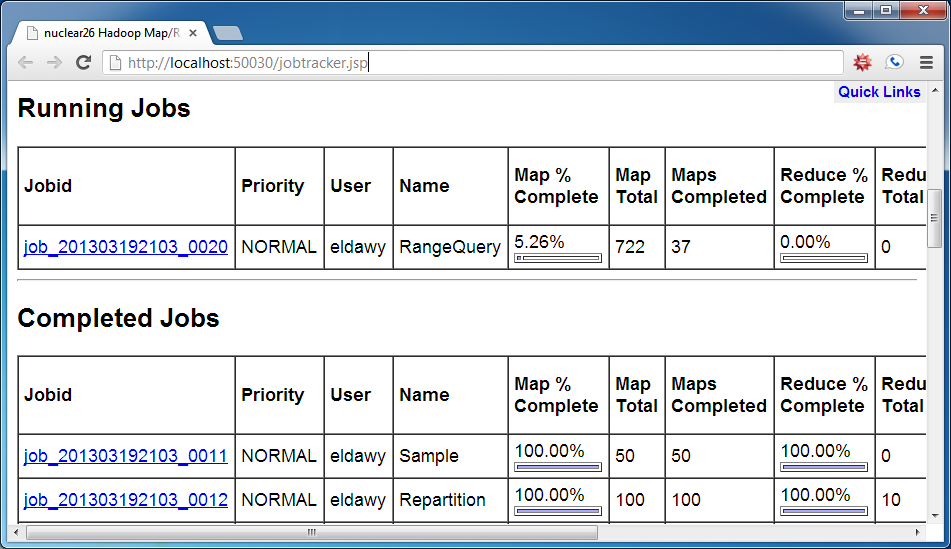 nuclear26 Hadoop Map/R
http://localhost:50030/jobtracker.jsp
Quick Links
Running Jobs
Jobid Priority User Name Map % Complete Map Total Maps Completed Reduce % Complete Redu Total
job_201303192103_0020 NORMAL eldawy RangeQuery 5.26% 722 37 0.00% 0
Completed Jobs
Jobid Priority User Name Map % Complete Map Total Maps Completed Reduce % Complete Redu Total
job_201303192103_0011 NORMAL eldawy Sample 100.00% 50 50 100.00% 0
job_201303192103_0012 NORMAL eldawy Repartition 100.00% 100 100 100.00% 10